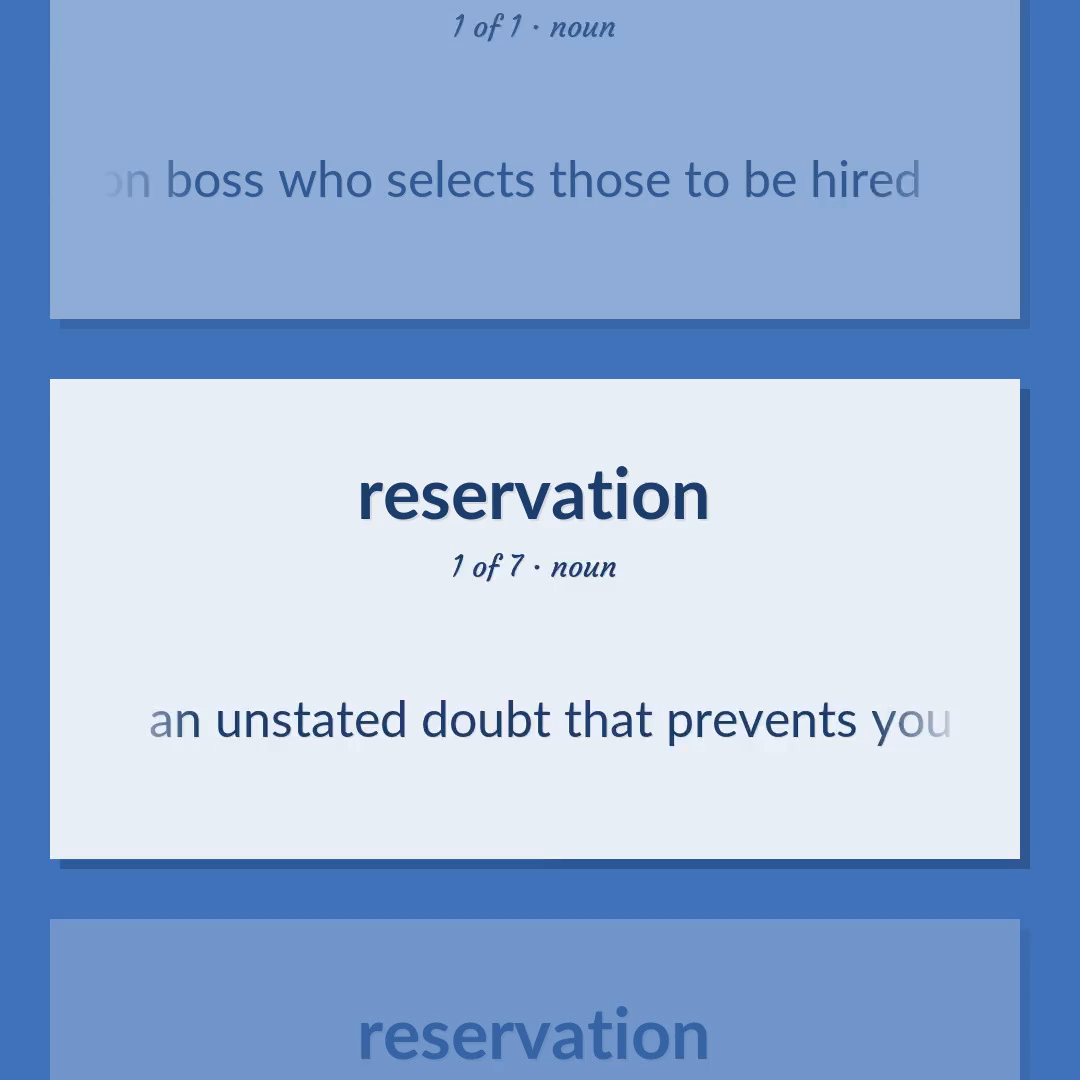 1 of 1 · noun
boss who selects those to be hired
reservation
1 of 7 · noun
an unstated doubt that prevents you
reservation